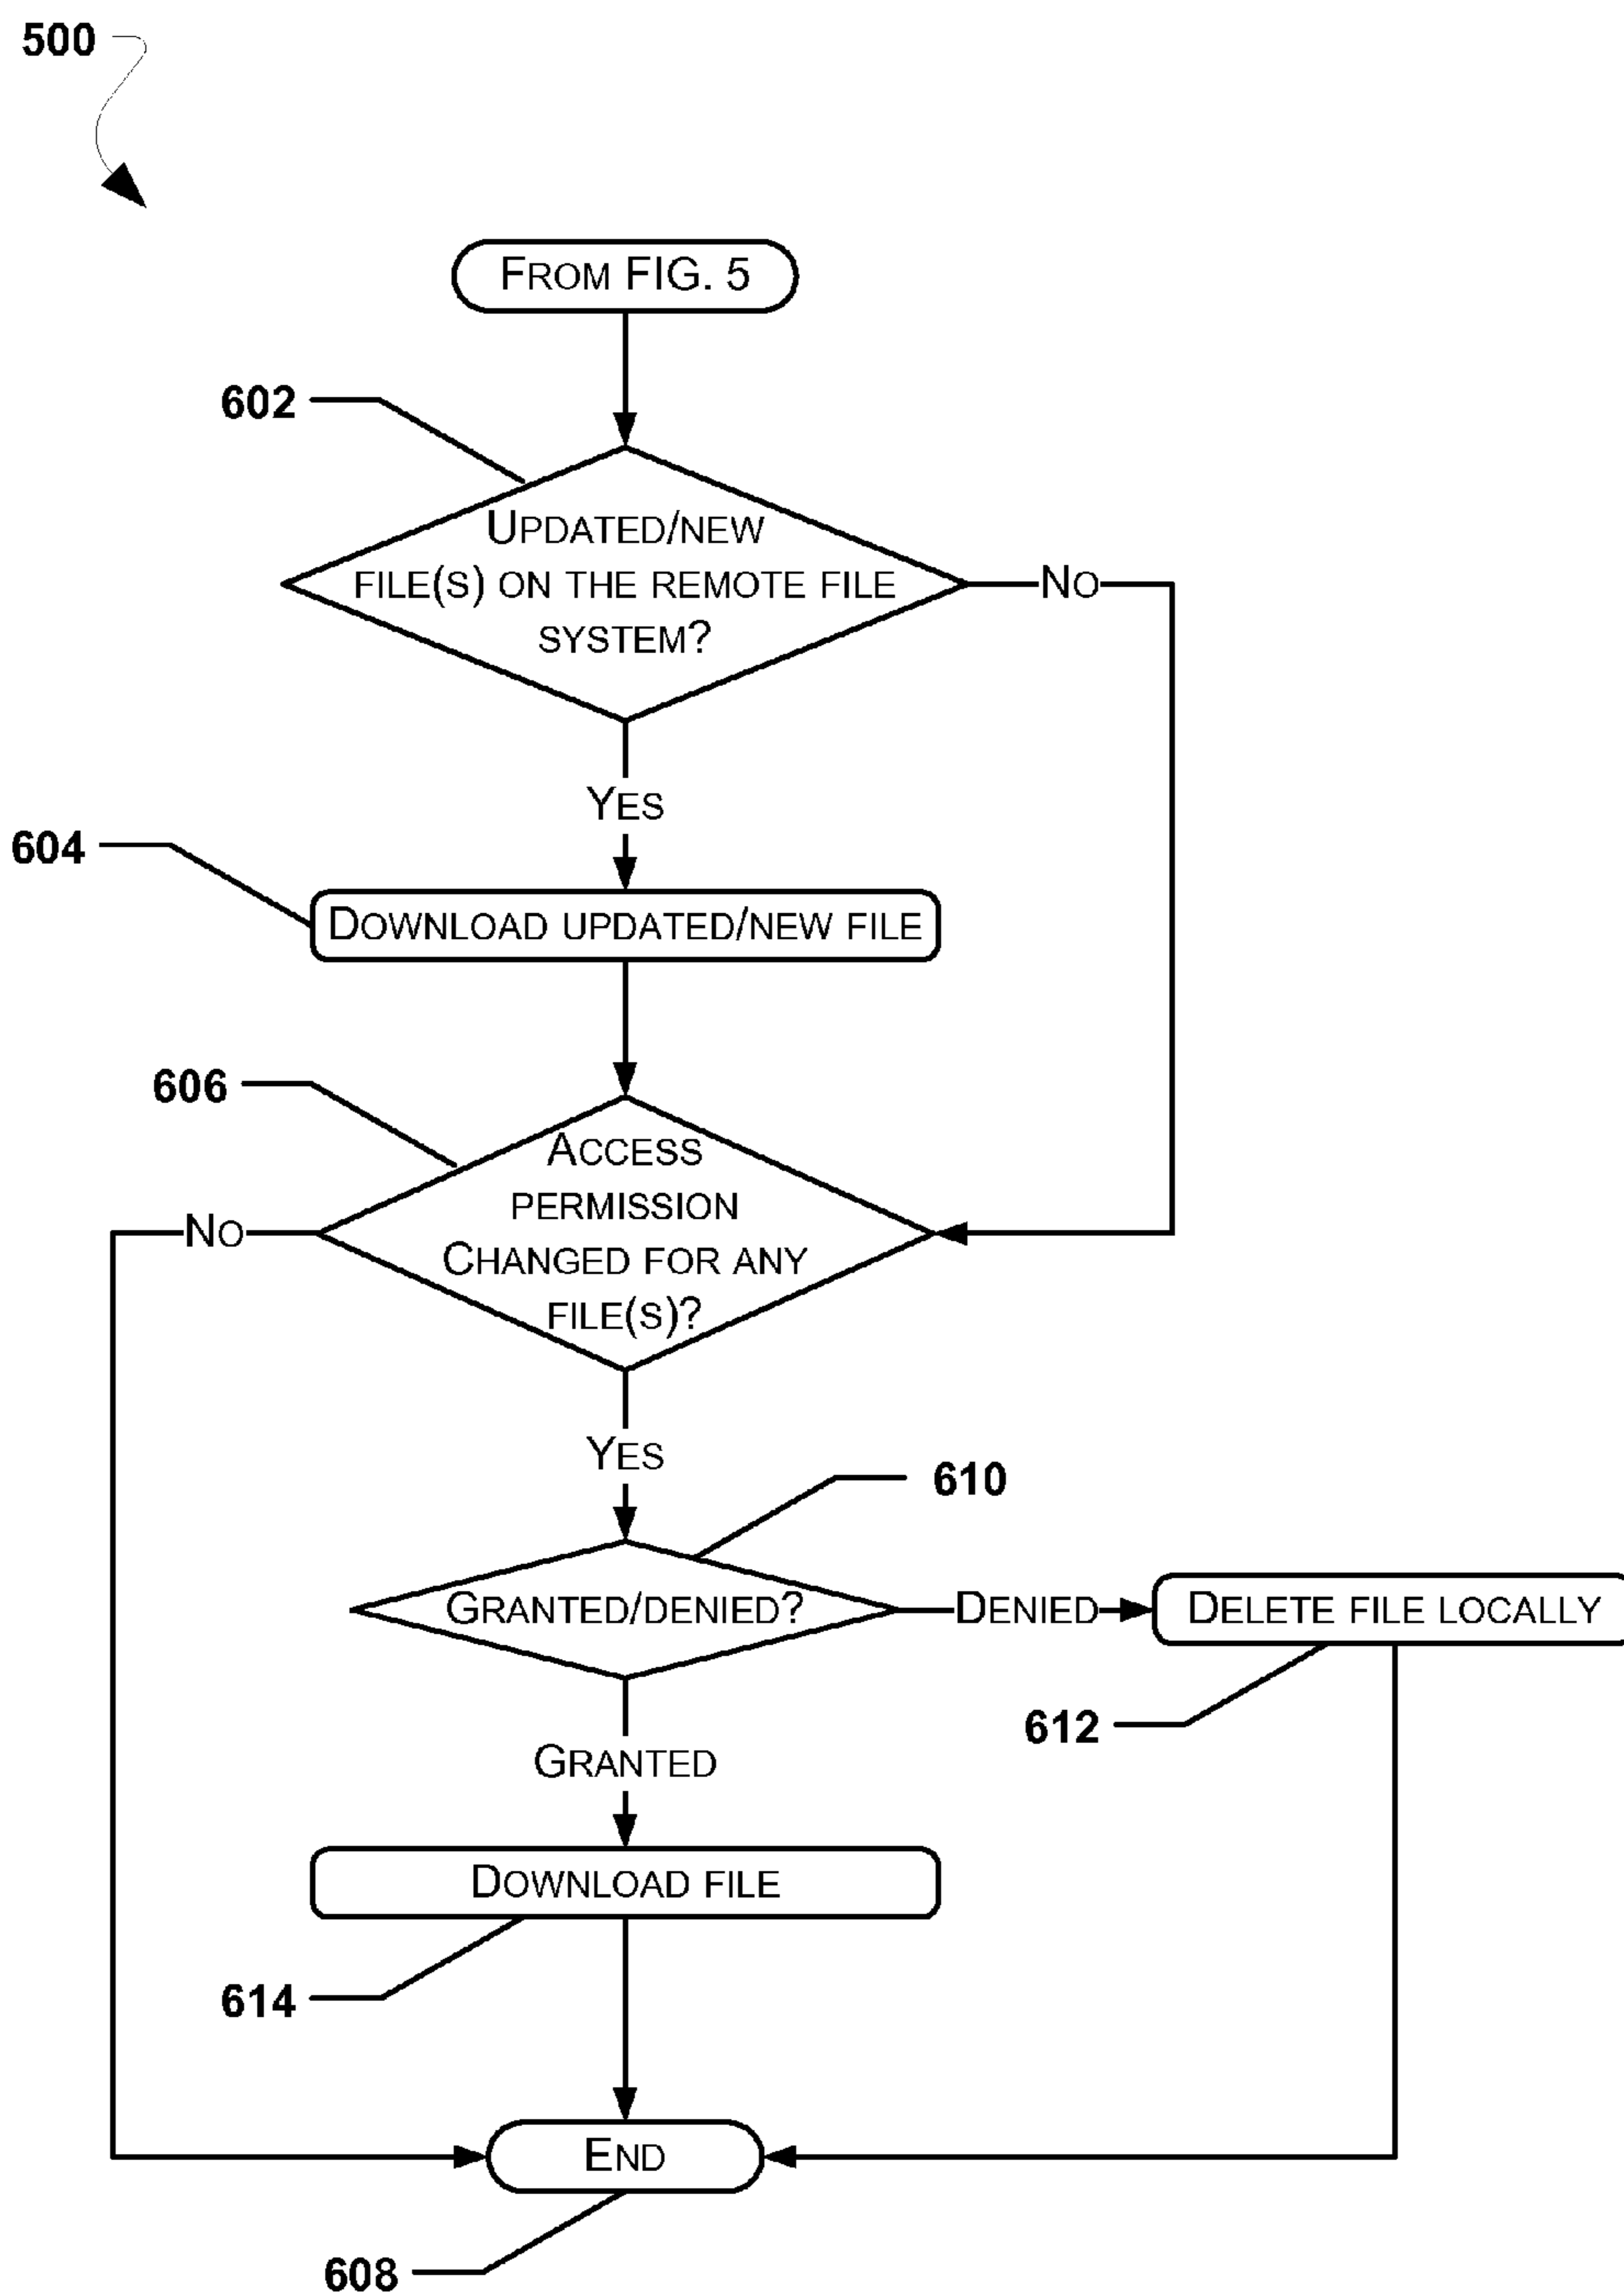 500
FROM FIG. 5
602
UPDATED/NEW
FILE(S) ON THE REMOTE FILE
SYSTEM?
NO
YES
604
DOWNLOAD UPDATED/NEW FILE
606
ACCESS
PERMISSION
CHANGED FOR ANY
FILE(S)?
NO
YES
610
GRANTED/DENIED?
DENIED
DELETE FILE LOCALLY
612
GRANTED
DOWNLOAD FILE
614
END
608